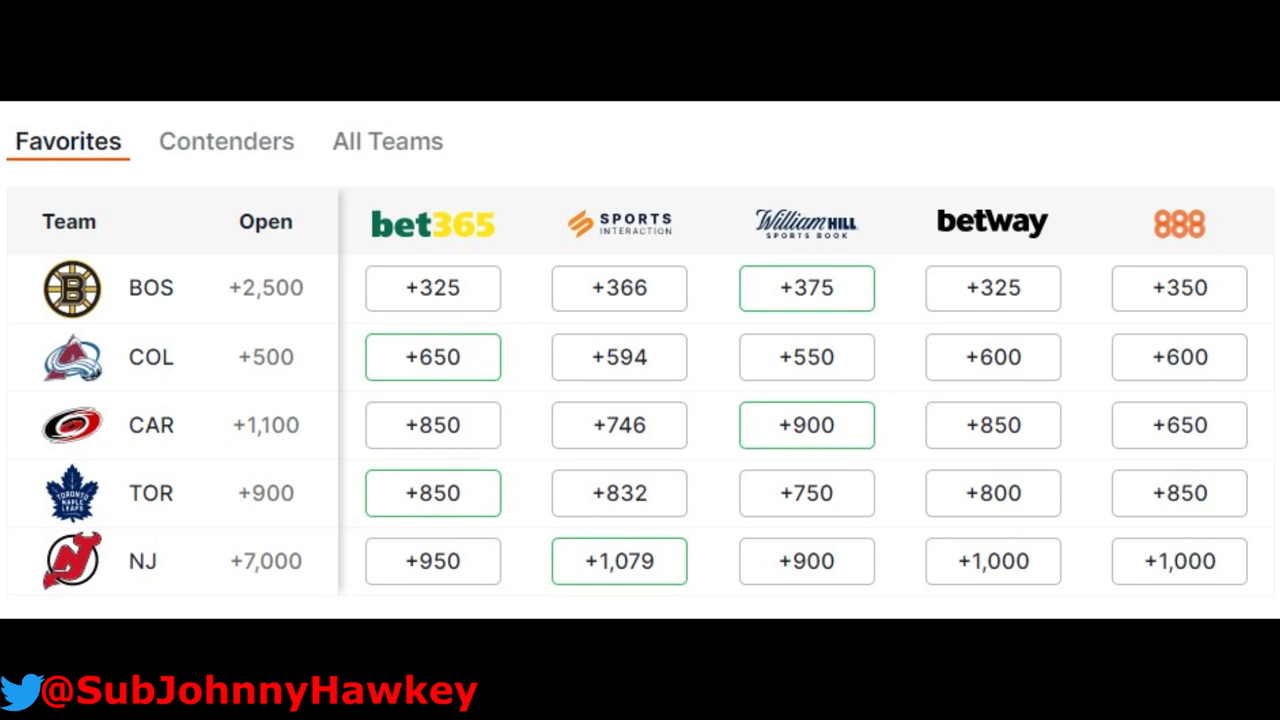 Favorites Contenders All Teams
Team Open bet365 SPORTS INTERACTION William HILL SPORTS BOOK betway 888
B BOS +2,500 +325 +366 +375 +325 +350
COL +500 +650 +594 +550 +600 +600
CAR +1,100 +850 +746 +900 +850 +650
TORONTO MAPLE LEAFS TOR +900 +850 +832 +750 +800 +850
NJ +7,000 +950 +1,079 +900 +1,000 +1,000
@SubJohnnyHawkey